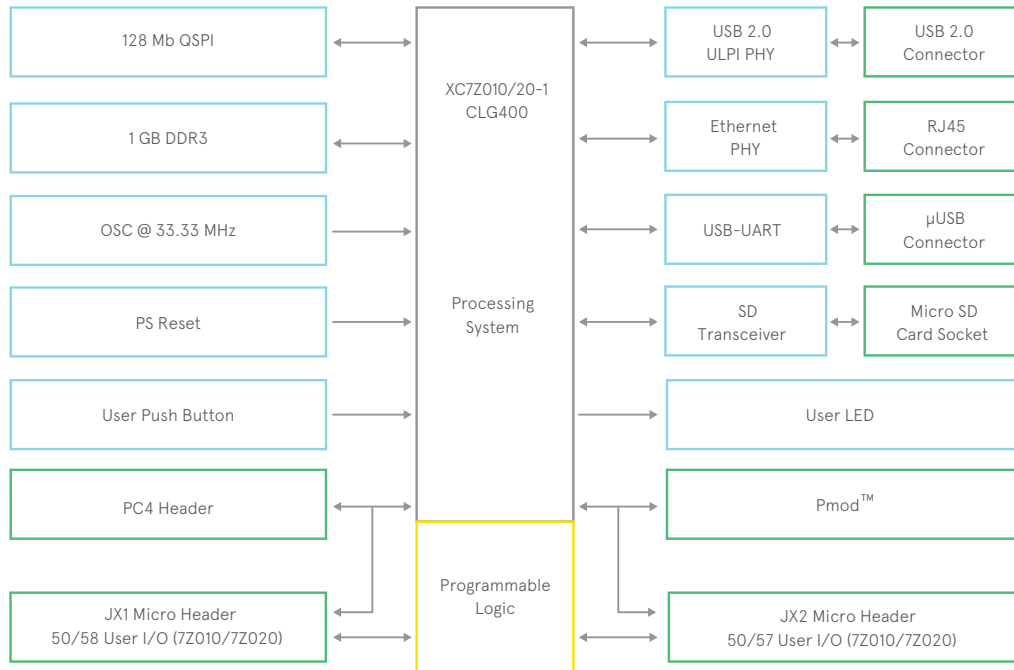 128 Mb QSPI
1 GB DDR3
OSC @ 33.33 MHz
PS Reset
User Push Button
PC4 Header
JX1 Micro Header
50/58 User I/O (7Z010/7Z020)
XC7Z010/20-1
CLG400
Processing
System
Programmable
Logic
USB 2.0
ULPI PHY
USB 2.0
Connector
Ethernet
PHY
RJ45
Connector
USB-UART
µUSB
Connector
SD
Transceiver
Micro SD
Card Socket
User LED
Pmod™
JX2 Micro Header
50/57 User I/O (7Z010/7Z020)